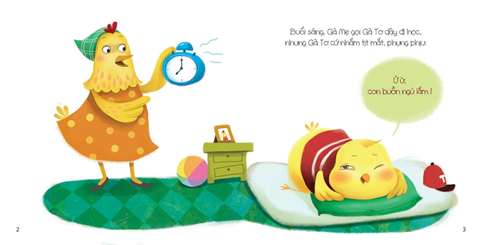 Buổi sáng, Gà Mẹ gọi Gà Tơ dậy đi học,
nhưng Gà Tơ cứ nhắm tịt mắt, phụng phịu:
Ứ ừ,
con buồn ngủ lắm !
T
2
3